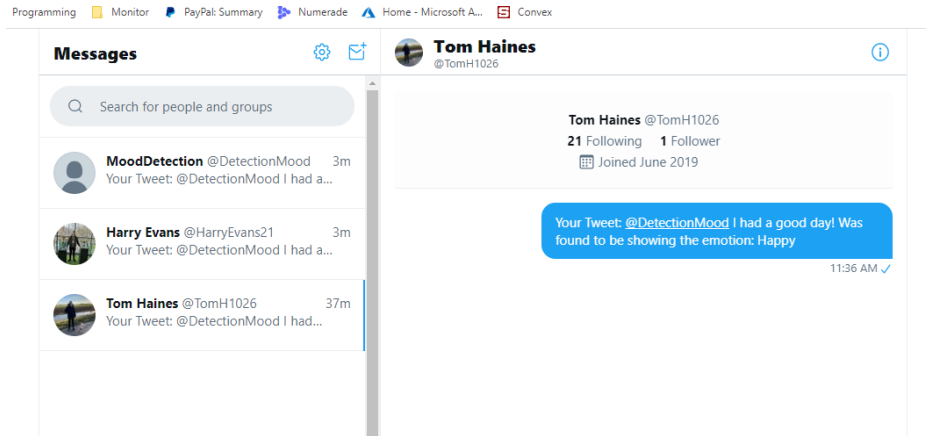 Programming Monitor PayPal: Summary Numerade Home - Microsoft A... Convex
Messages
Search for people and groups
MoodDetection @DetectionMood 3m
Your Tweet: @DetectionMood I had a...
Harry Evans @HarryEvans21 3m
Your Tweet: @DetectionMood I had a...
Tom Haines @TomH1026 37m
Your Tweet: @DetectionMood I had...
Tom Haines
@TomH1026
Tom Haines @TomH1026
21 Following 1 Follower
Joined June 2019
Your Tweet: @DetectionMood I had a good day! Was
found to be showing the emotion: Happy
11:36 AM